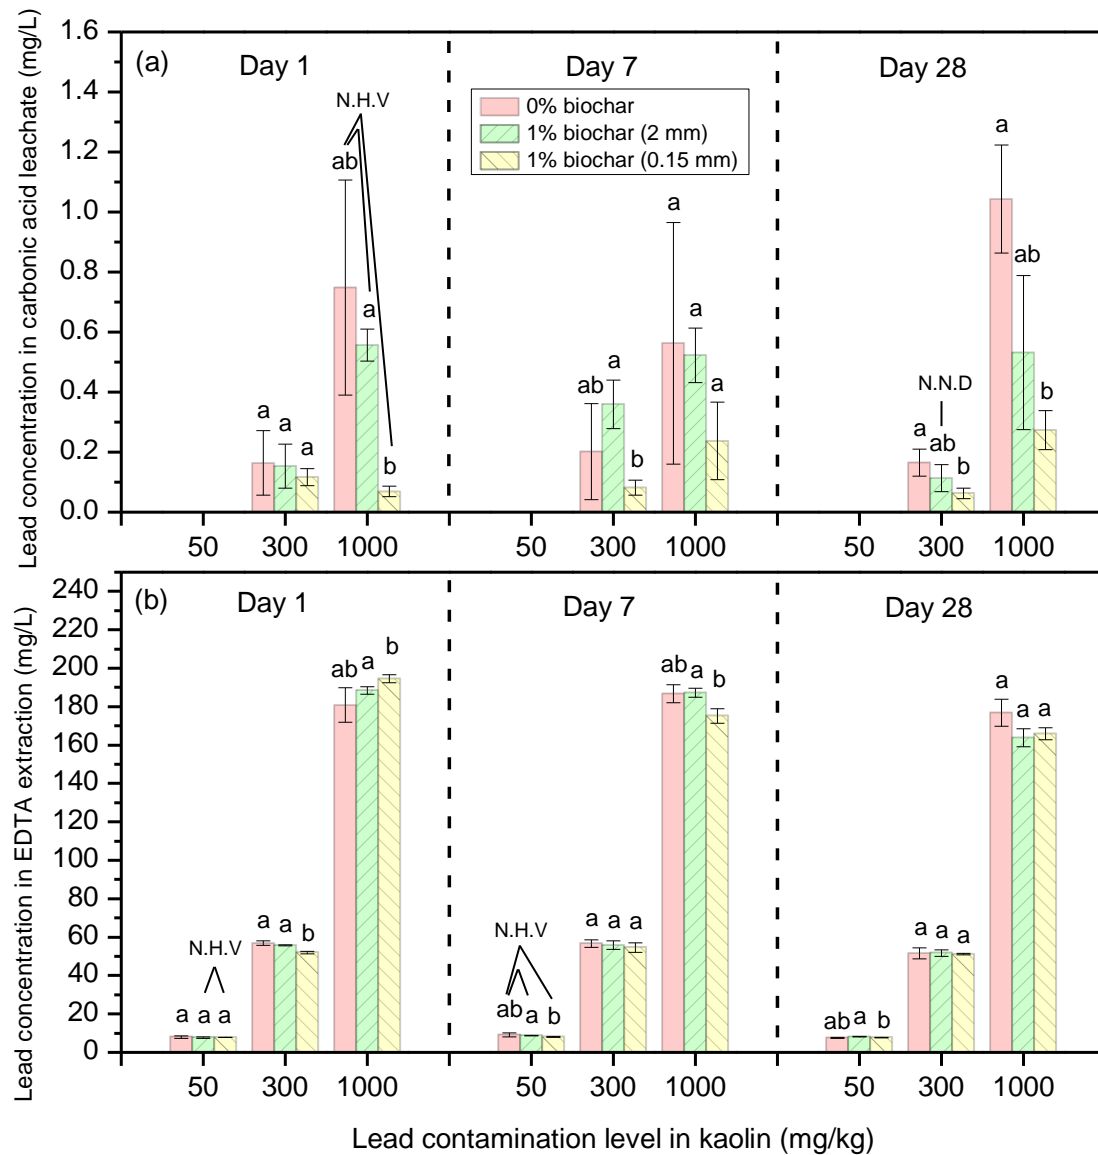 Lead concentration in carbonic acid leachate (mg/L)
1.6
1.4
1.2
1.0
0.8
0.6
0.4
0.2
0.0
(a)
Day 1
Day 7
Day 28
0% biochar
1% biochar (2 mm)
1% biochar (0.15 mm)
N.H.V
a a a
ab a b
ab a b
a a a
N.N.D
a ab b
a ab b
50 300 1000 50 300 1000 50 300 1000
Lead concentration in EDTA extraction (mg/L)
240
220
200
180
160
140
120
100
80
60
40
20
0
(b)
Day 1
Day 7
Day 28
N.H.V
a a a
a a b
ab a b
N.H.V
ab a b
a a a
ab a b
ab a b
a a a
a a a
50 300 1000 50 300 1000 50 300 1000
Lead contamination level in kaolin (mg/kg)